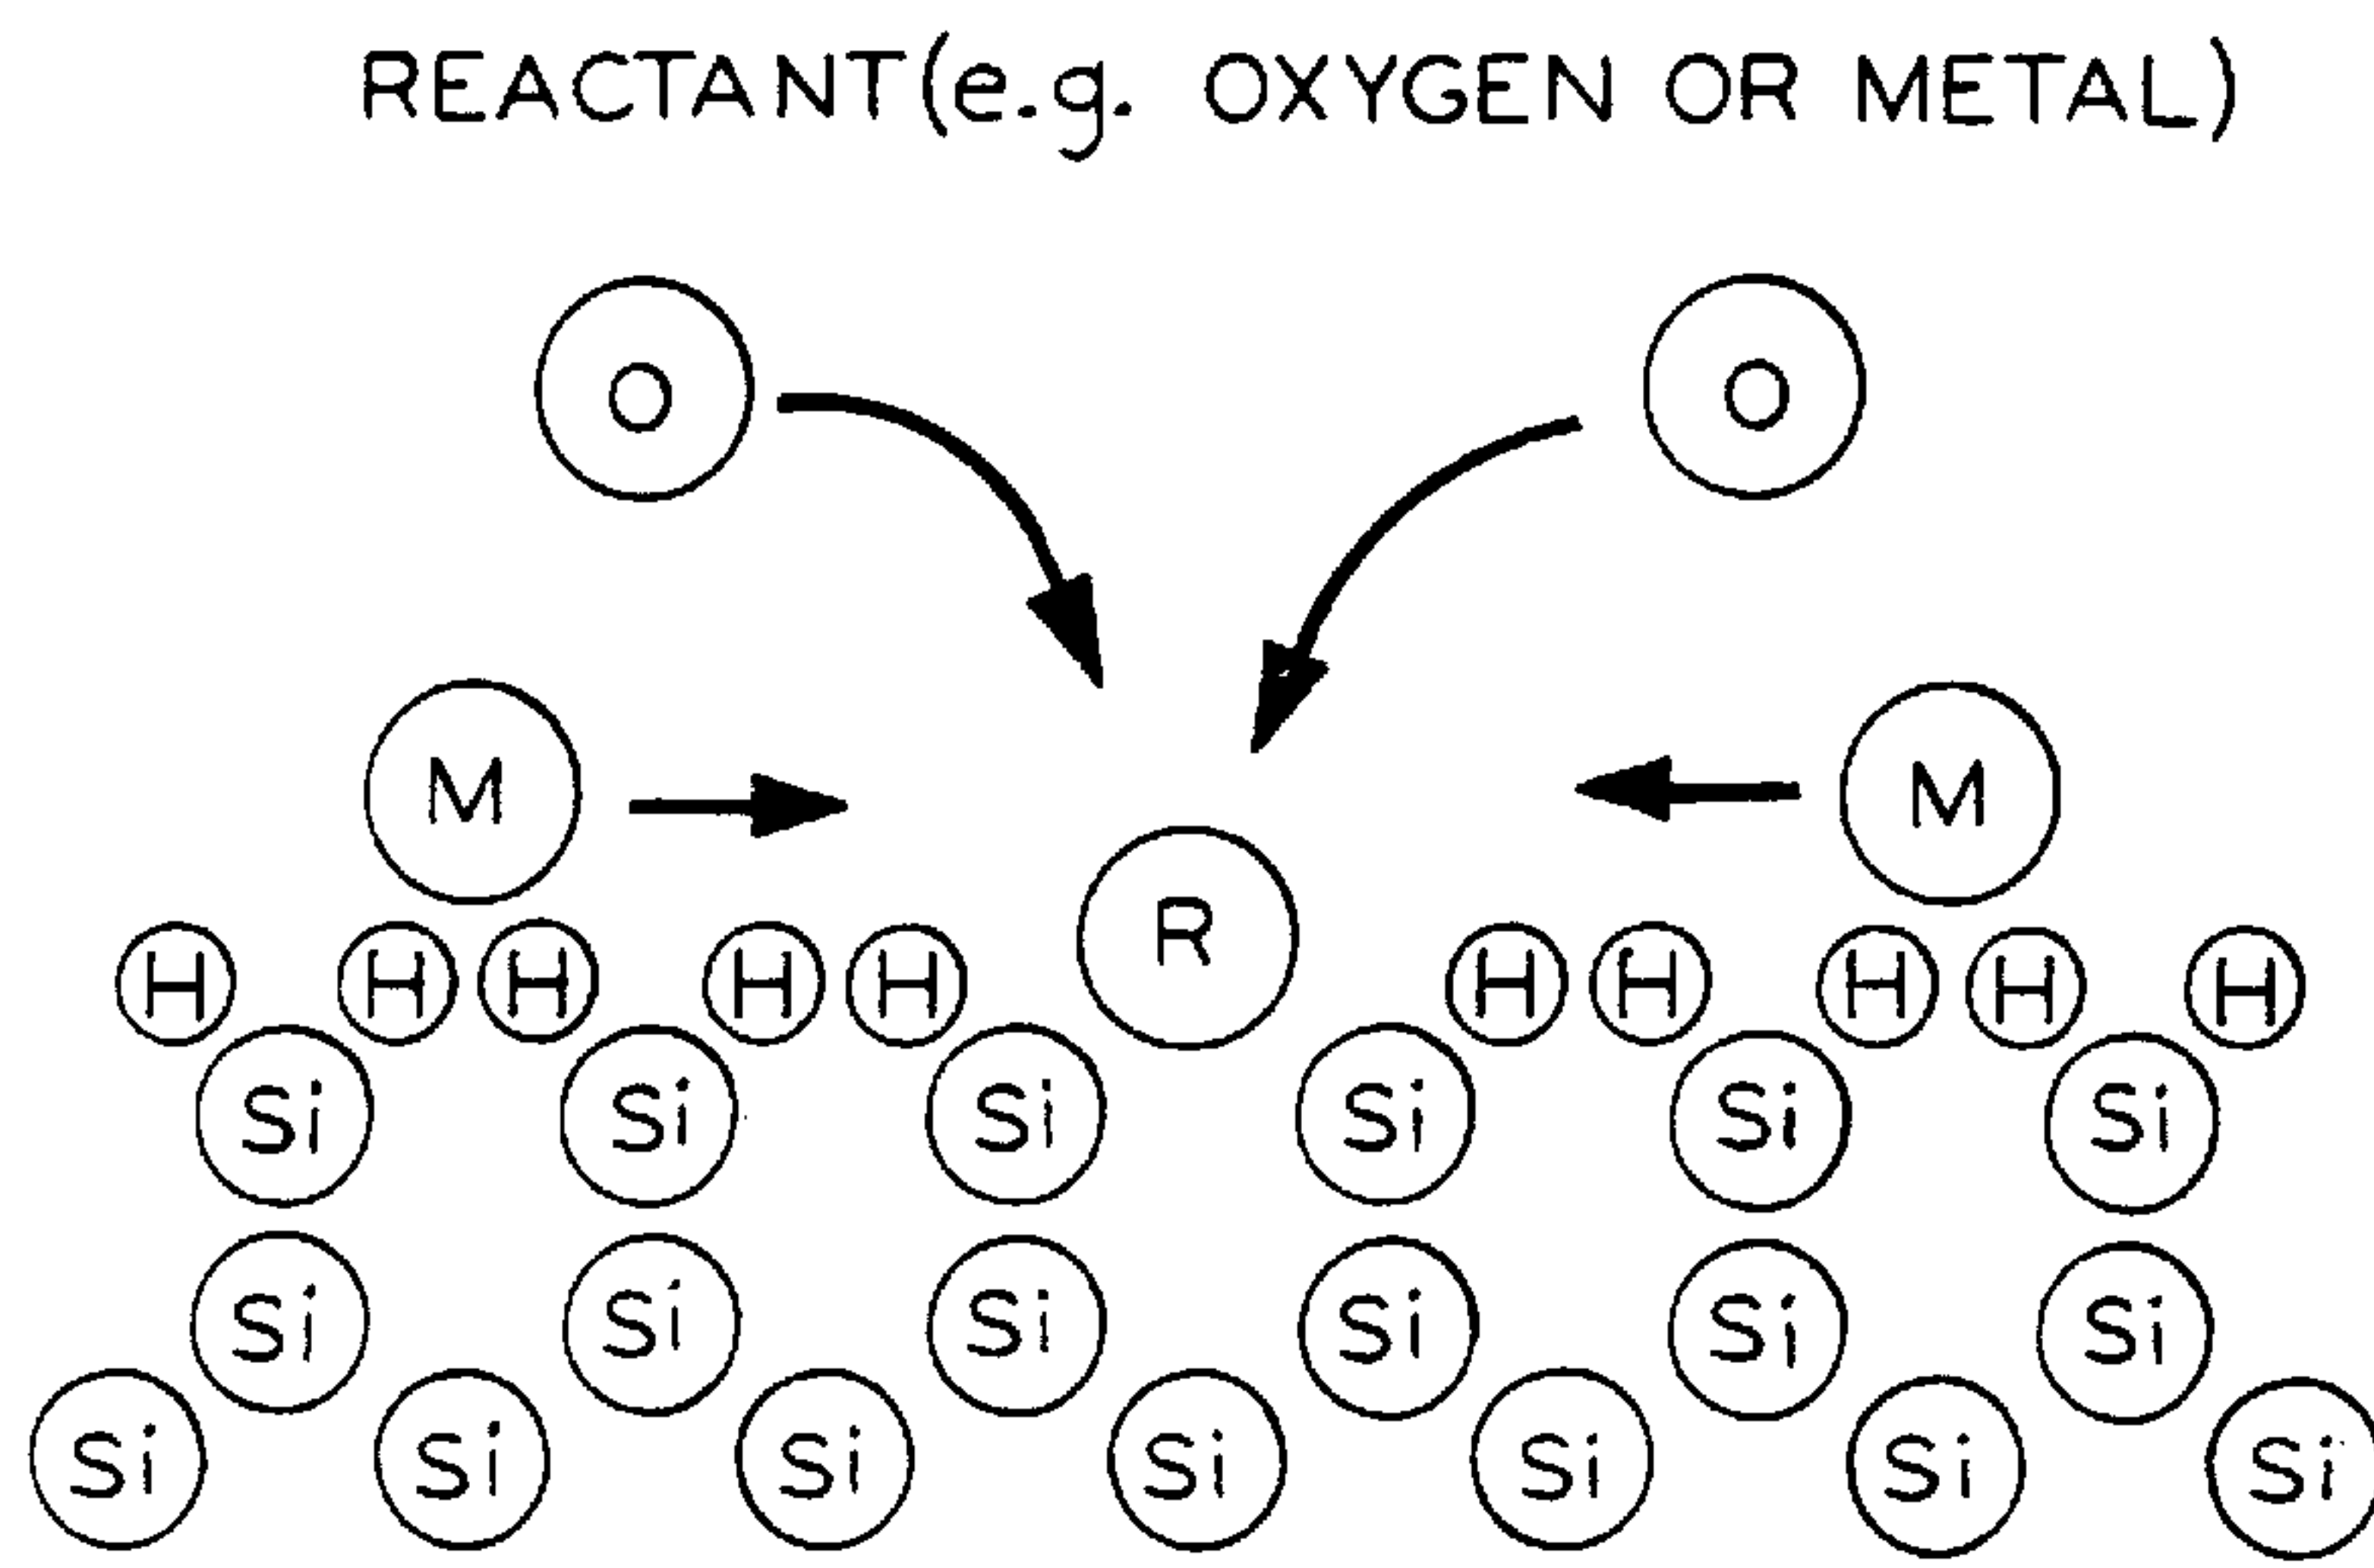 REACTANT(e.g. OXYGEN OR METAL)
O O
M M
R
H H H H H H H H H H
Si Si Si Si Si Si
Si Si Si Si Si Si
Si Si Si Si Si Si Si